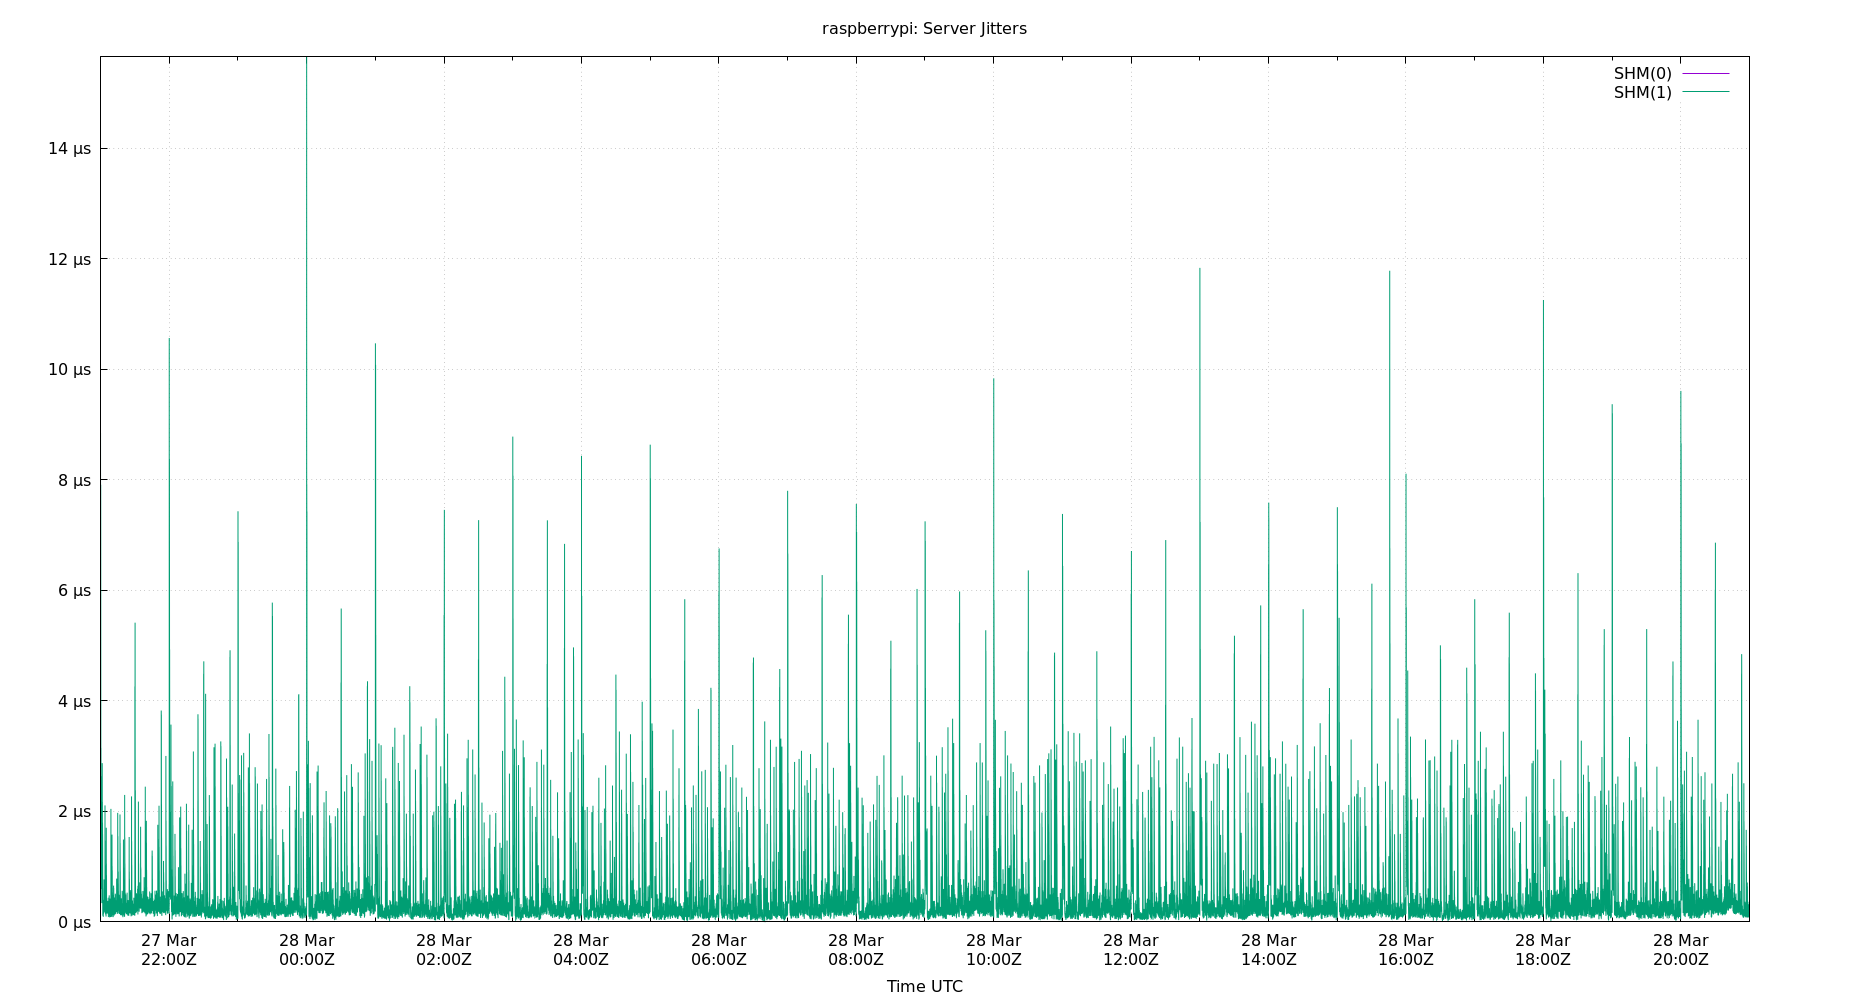 raspberrypi: Server Jitters
SHM(0)
SHM(1)
14 µs
12 µs
10 µs
8 µs
6 µs
4 µs
2 µs
0 µs
27 Mar 28 Mar 28 Mar 28 Mar 28 Mar 28 Mar 28 Mar 28 Mar 28 Mar 28 Mar 28 Mar 28 Mar
22:00Z 00:00Z 02:00Z 04:00Z 06:00Z 08:00Z 10:00Z 12:00Z 14:00Z 16:00Z 18:00Z 20:00Z
Time UTC